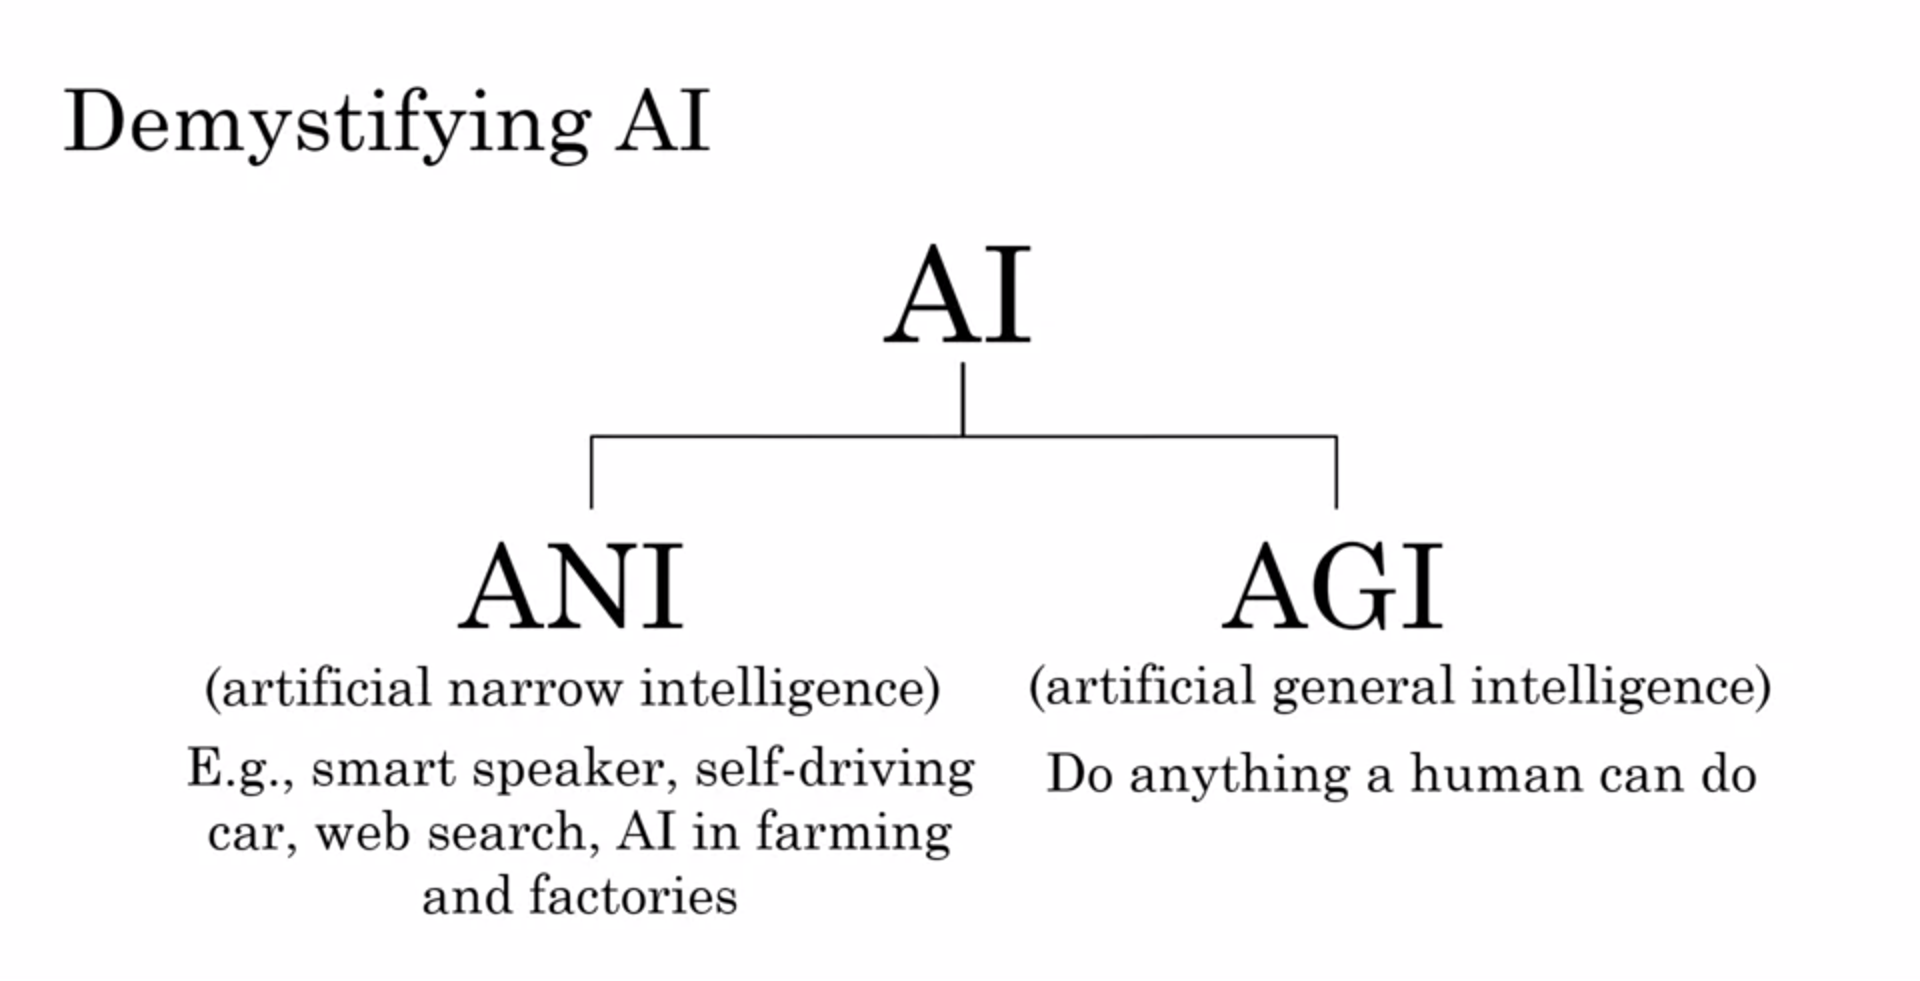 Demystifying AI
AI
ANI
(artificial narrow intelligence)
E.g., smart speaker, self-driving
car, web search, AI in farming
and factories
AGI
(artificial general intelligence)
Do anything a human can do